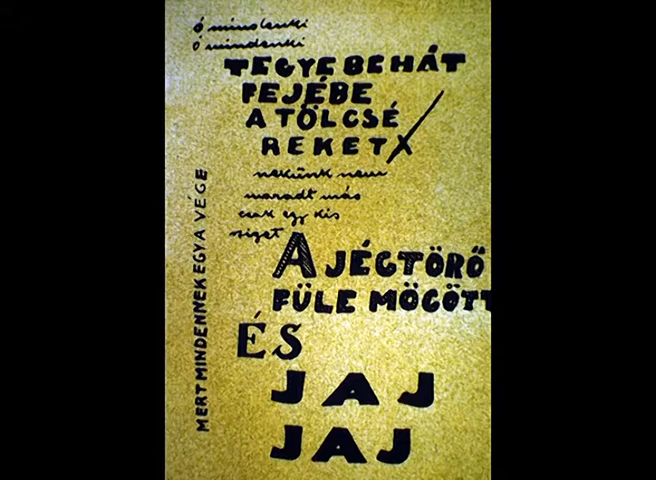 ó mindenki
ó mindenki
TEGYE BE HÁT
FEJÉBE
A TÖLCSÉ
REKET
nekünk nem
maradt más
csak egy kis
sziget
A JÉGTÖRŐ
FÜLE MÖGÖTT
ÉS
JAJ
JAJ
MERT MINDENNEK EGY A VÉGE